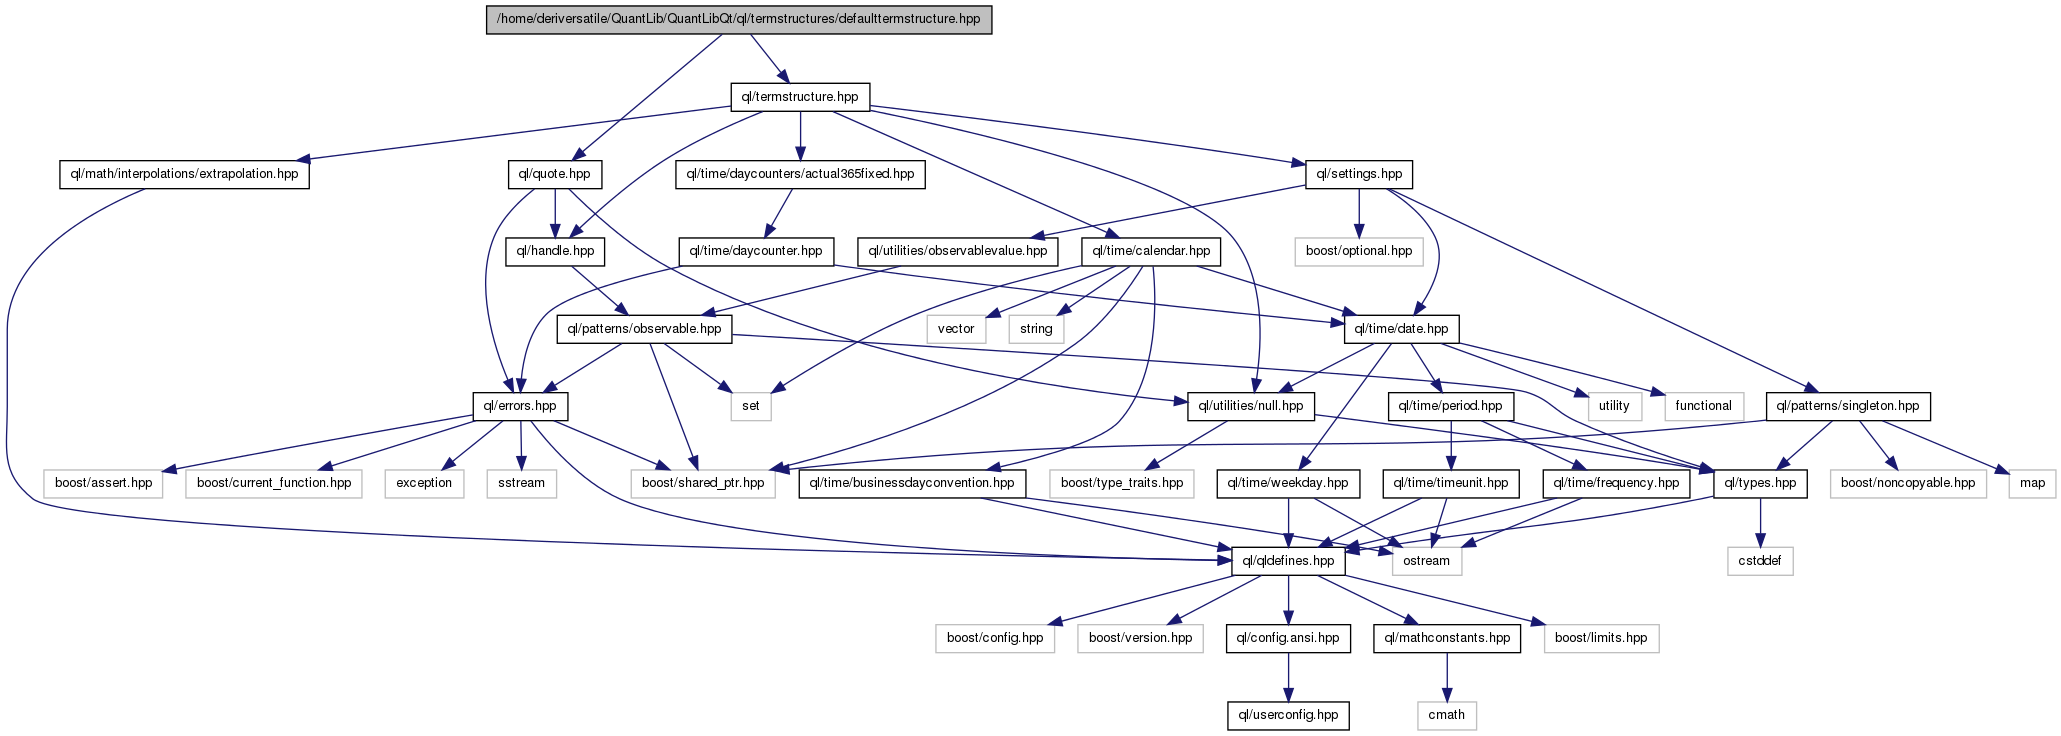 /home/deriversatile/QuantLib/QuantLibQt/ql/termstructures/defaulttermstructure.hpp
ql/termstructure.hpp
ql/math/interpolations/extrapolation.hpp
ql/quote.hpp
ql/time/daycounters/actual365fixed.hpp
ql/settings.hpp
ql/handle.hpp
ql/time/daycounter.hpp
ql/utilities/observablevalue.hpp
ql/time/calendar.hpp
boost/optional.hpp
ql/patterns/observable.hpp
vector
string
ql/time/date.hpp
ql/errors.hpp
set
ql/utilities/null.hpp
ql/time/period.hpp
utility
functional
ql/patterns/singleton.hpp
boost/assert.hpp
boost/current_function.hpp
exception
sstream
boost/shared_ptr.hpp
ql/time/businessdayconvention.hpp
boost/type_traits.hpp
ql/time/weekday.hpp
ql/time/timeunit.hpp
ql/time/frequency.hpp
ql/types.hpp
boost/noncopyable.hpp
map
ql/qldefines.hpp
ostream
cstddef
boost/config.hpp
boost/version.hpp
ql/config.ansi.hpp
ql/mathconstants.hpp
boost/limits.hpp
ql/userconfig.hpp
cmath